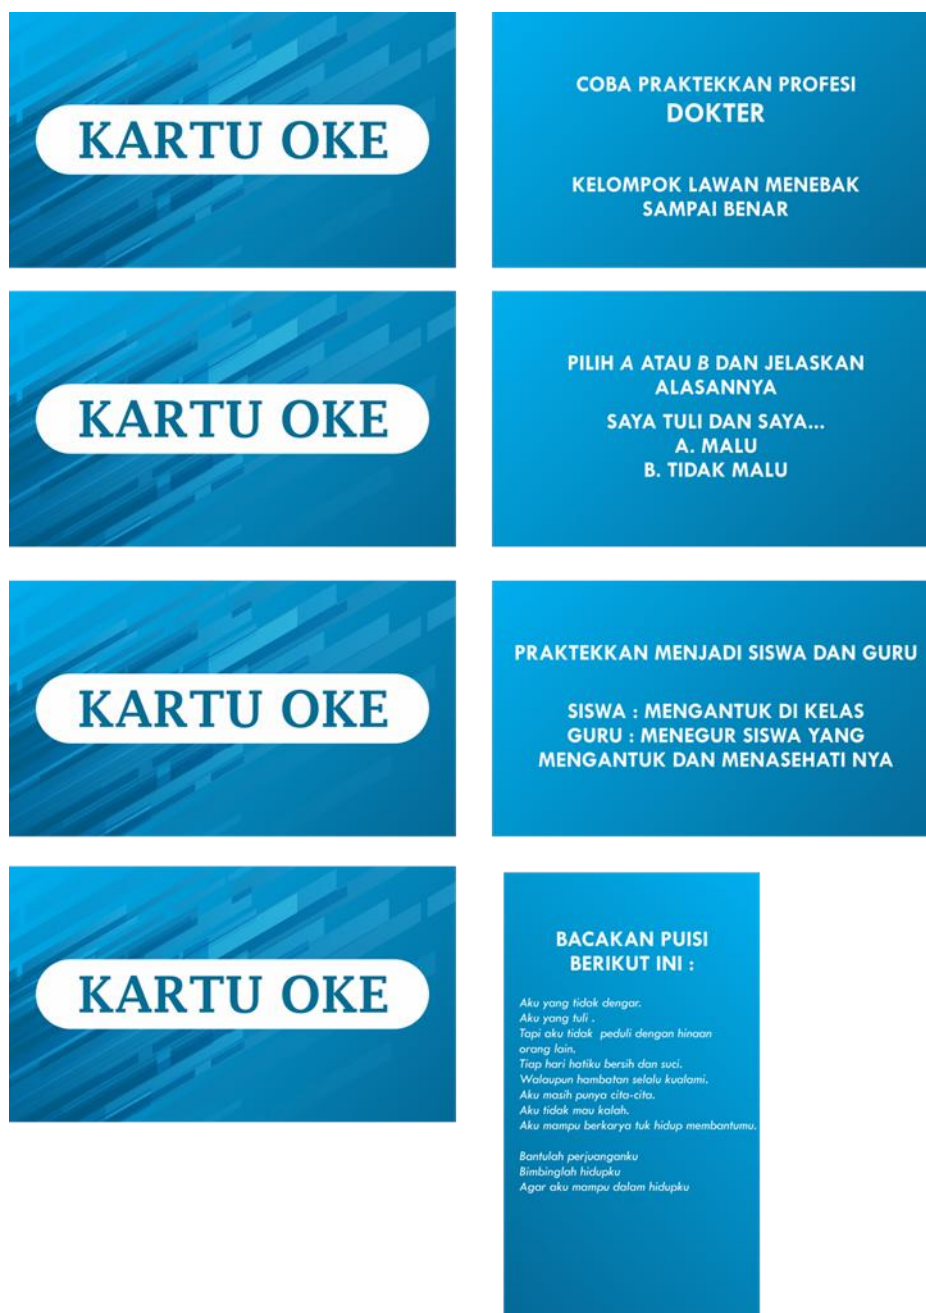 KARTU OKE
COBA PRAKTEKKAN PROFESI
DOKTER
KELOMPOK LAWAN MENEBAK
SAMPAI BENAR
KARTU OKE
PILIH A ATAU B DAN JELASKAN
ALASANNYA
SAYA TULI DAN SAYA...
A. MALU
B. TIDAK MALU
KARTU OKE
PRAKTEKKAN MENJADI SISWA DAN GURU
SISWA : MENGANTUK DI KELAS
GURU : MENEGUR SISWA YANG
MENGANTUK DAN MENASEHATI NYA
KARTU OKE
BACAKAN PUISI
BERIKUT INI :
Aku yang tidak dengar.
Aku yang tuli .
Tapi aku tidak peduli dengan hinaan
orang lain.
Tiap hari hatiku bersih dan suci.
Walaupun hambatan selalu kualami.
Aku masih punya cita-cita.
Aku tidak mau kalah.
Aku mampu berkarya tuk hidup membantumu.
Bantulah perjuanganku
Bimbinglah hidupku
Agar aku mampu dalam hidupku